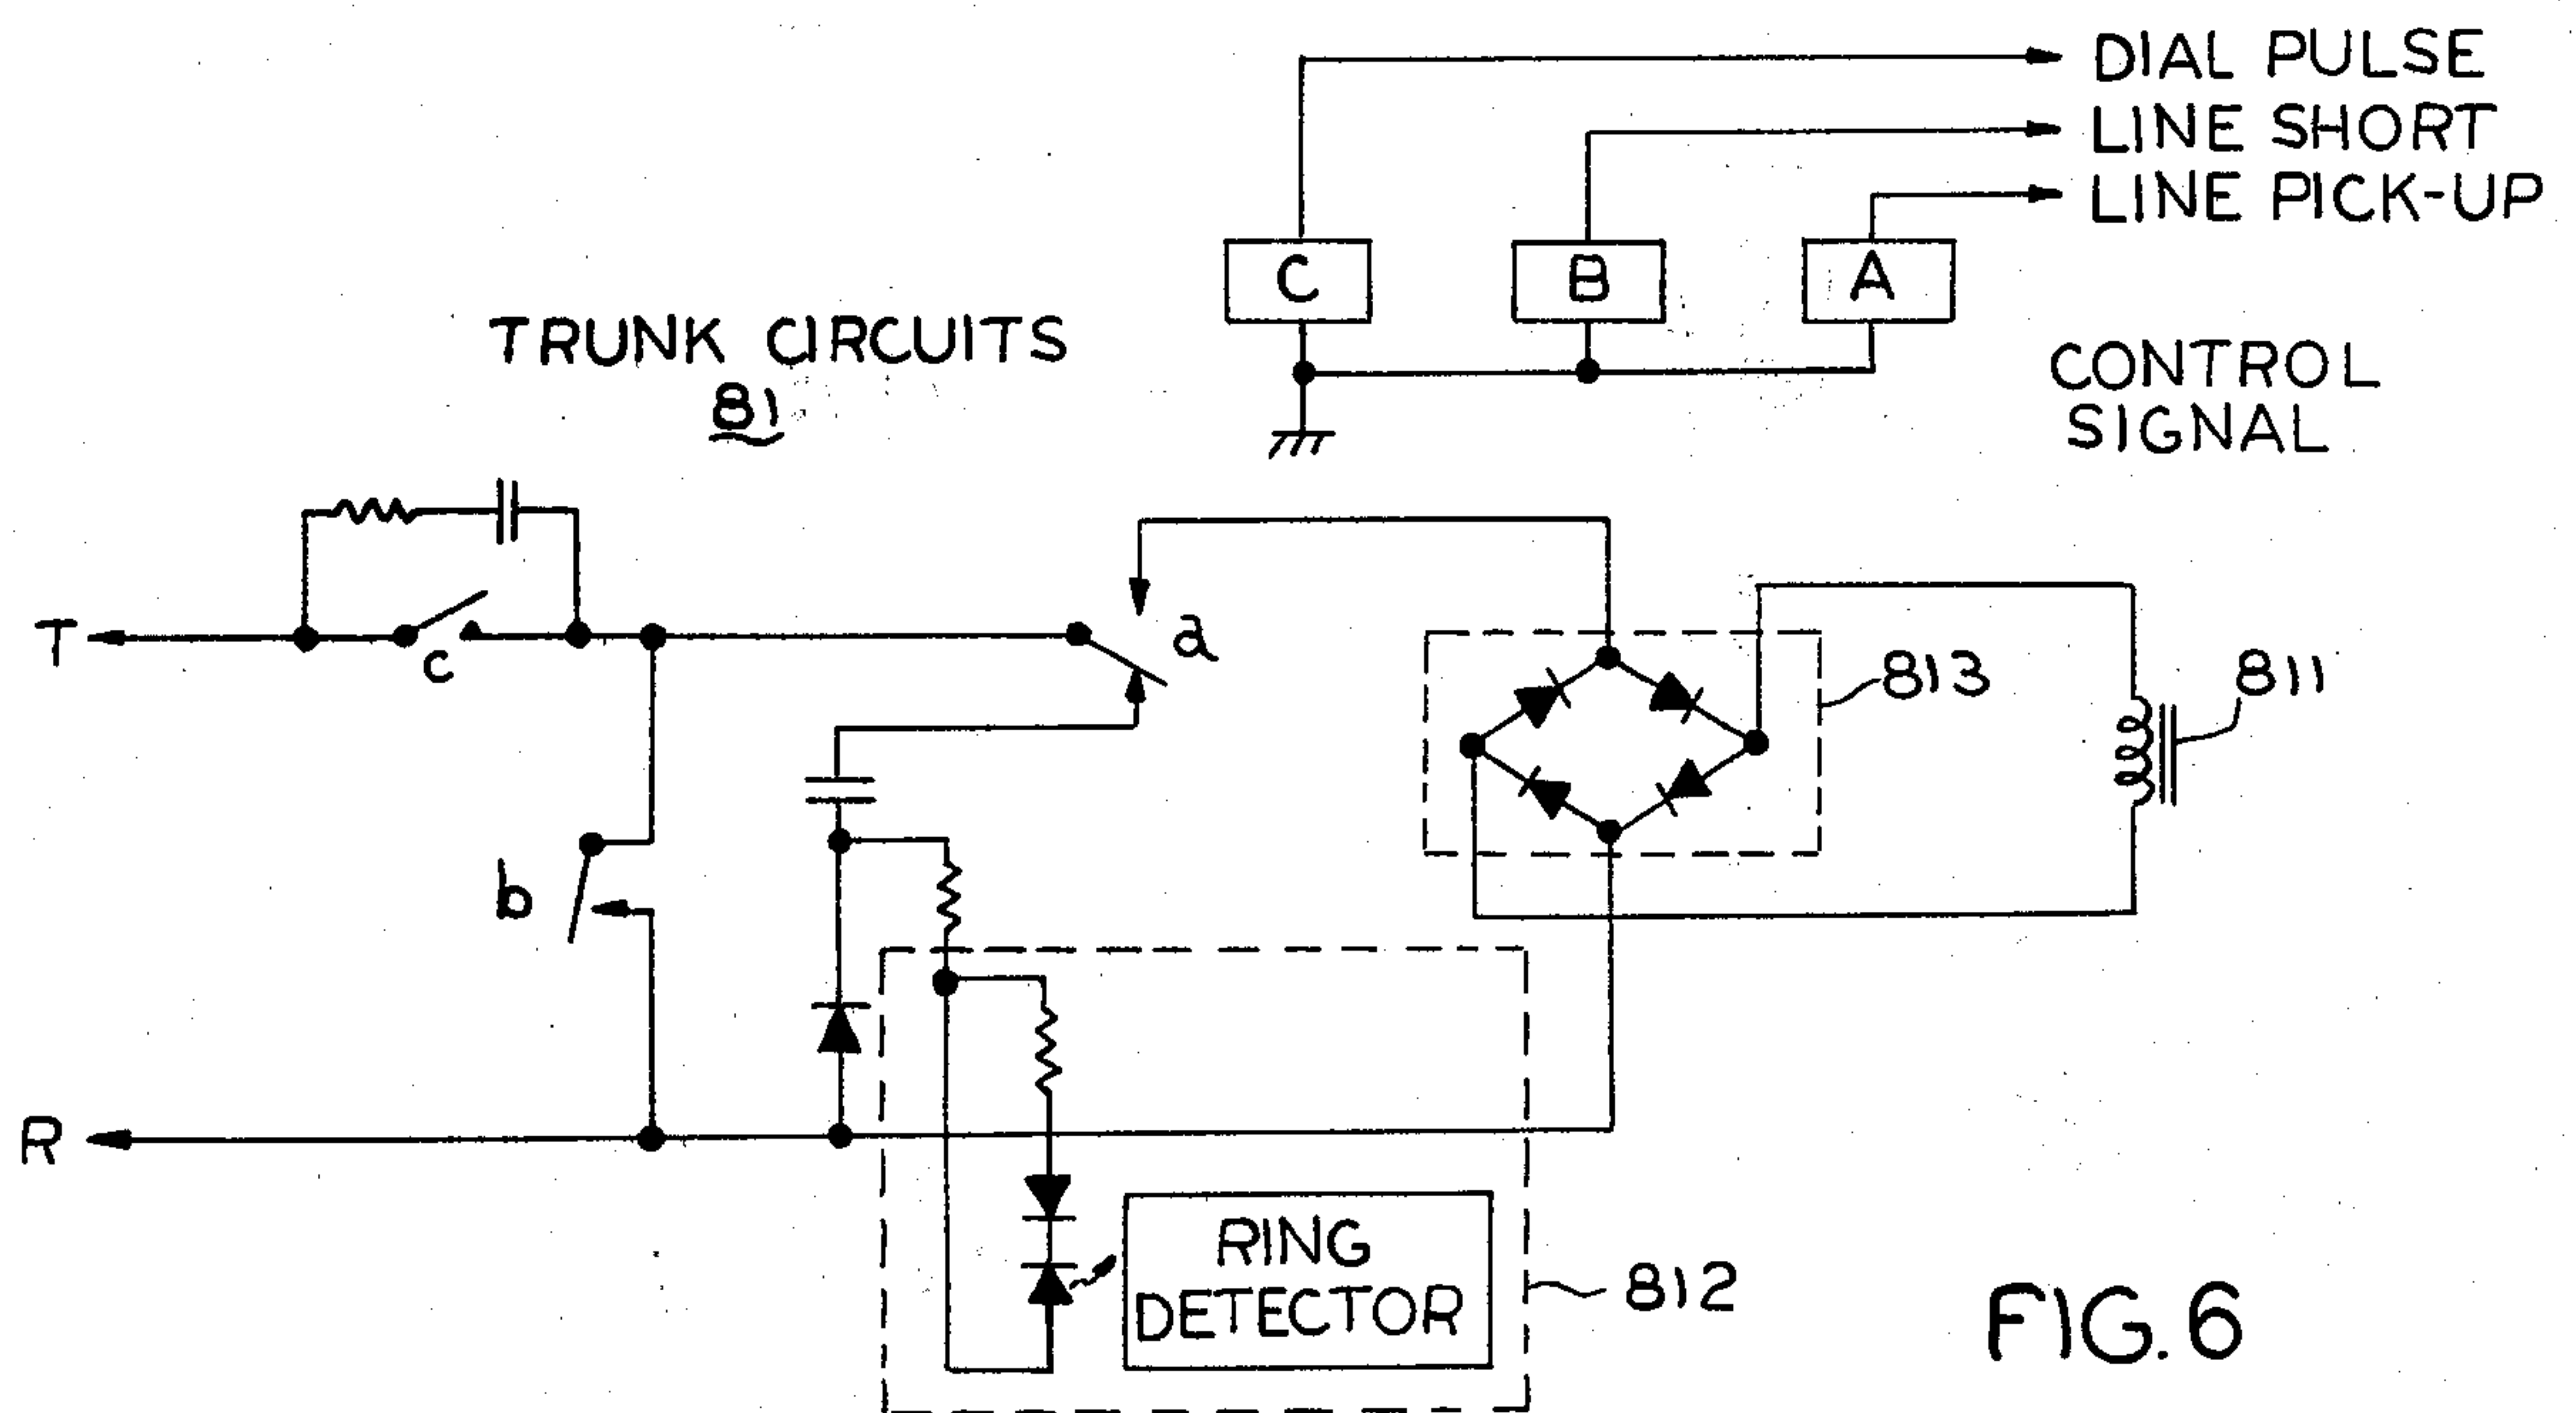 DIAL PULSE
LINE SHORT
LINE PICK-UP
C
B
A
TRUNK CIRCUITS
81
CONTROL
SIGNAL
T
c
a
813
811
b
R
RING
DETECTOR
812
FIG. 6